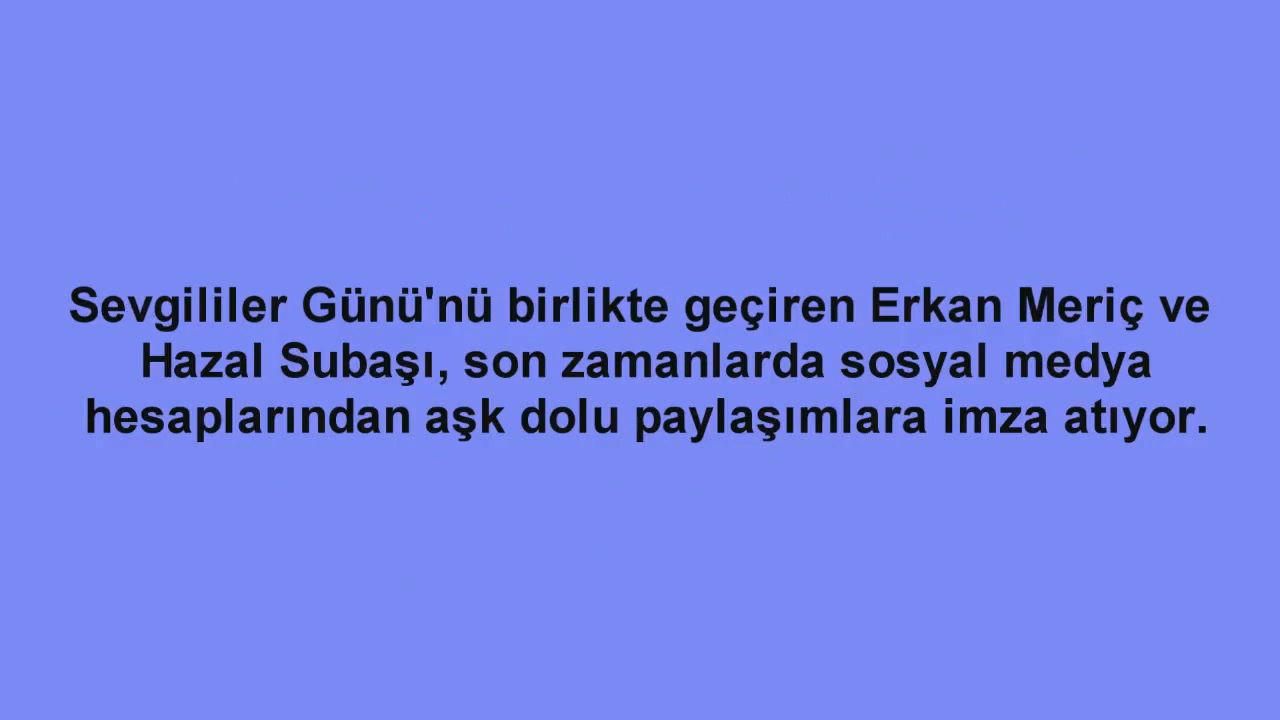 Sevgililer Günü'nü birlikte geçiren Erkan Meriç ve
Hazal Subaşı, son zamanlarda sosyal medya
hesaplarından aşk dolu paylaşımlara imza atıyor.